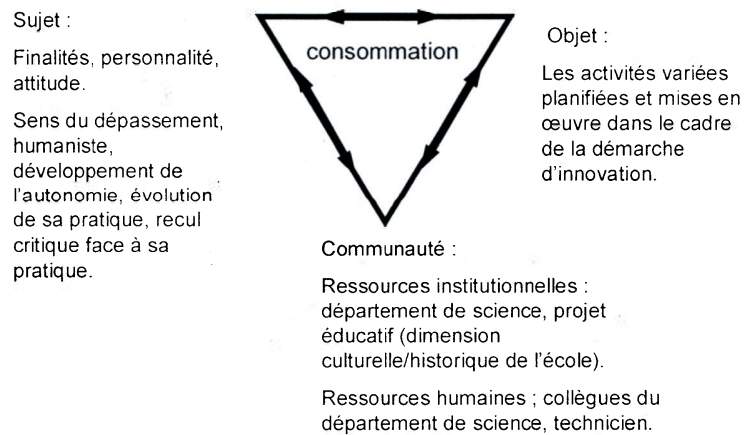 Sujet :
Finalités, personnalité,
attitude.
Sens du dépassement,
humaniste,
développement de
l'autonomie, évolution
de sa pratique, recul
critique face à sa
pratique.
consommation
Objet :
Les activités variées
planifiées et mises en
œuvre dans le cadre
de la démarche
d'innovation.
Communauté :
Ressources institutionnelles :
département de science, projet
éducatif (dimension
culturelle/historique de l'école).
Ressources humaines ; collègues du
département de science, technicien.